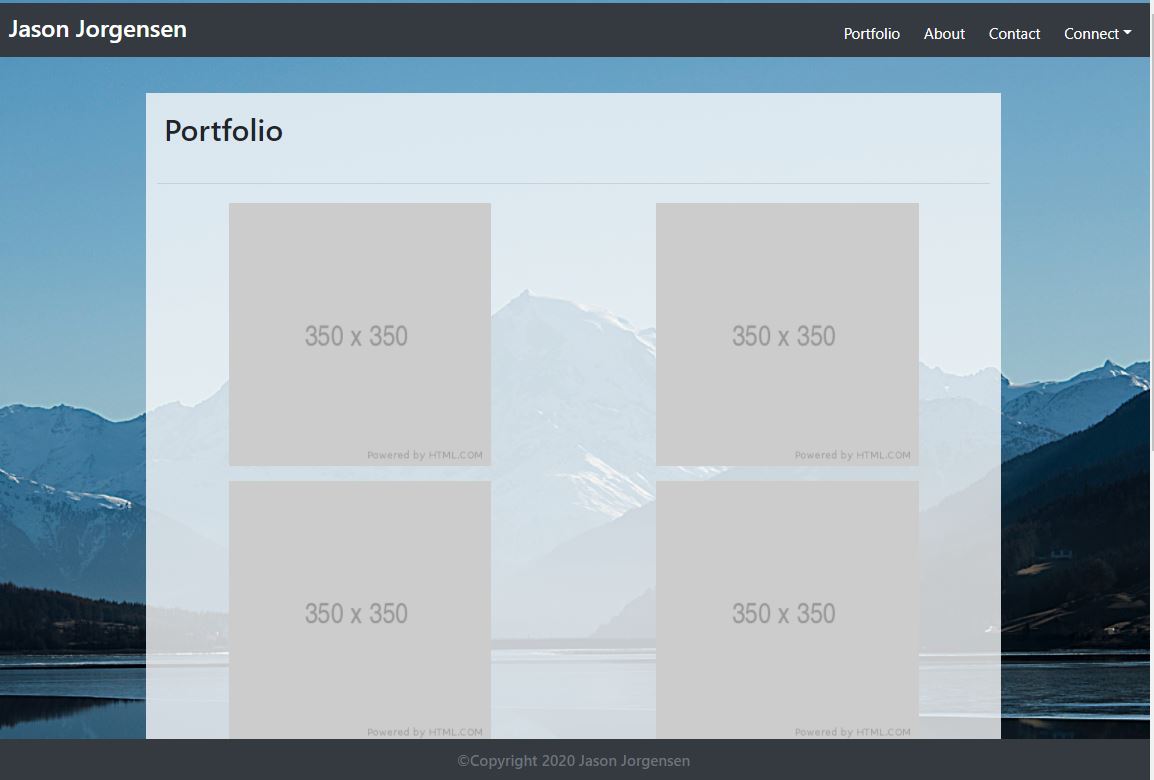 Jason Jorgensen
Portfolio About Contact Connect
Portfolio
350 x 350 350 x 350
Powered by HTML.COM Powered by HTML.COM
350 x 350 350 x 350
Powered by HTML.COM Powered by HTML.COM
©Copyright 2020 Jason Jorgensen